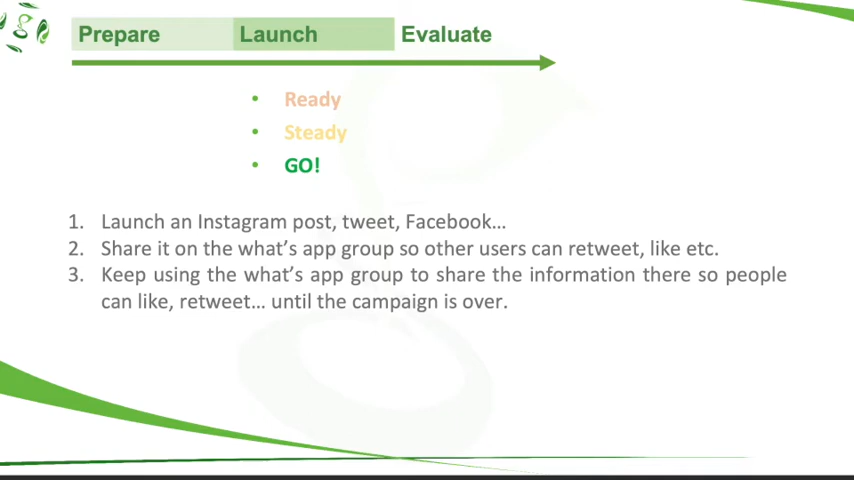 Prepare Launch Evaluate
• Ready
• Steady
• GO!
1. Launch an Instagram post, tweet, Facebook…
2. Share it on the what’s app group so other users can retweet, like etc.
3. Keep using the what’s app group to share the information there so people
can like, retweet… until the campaign is over.